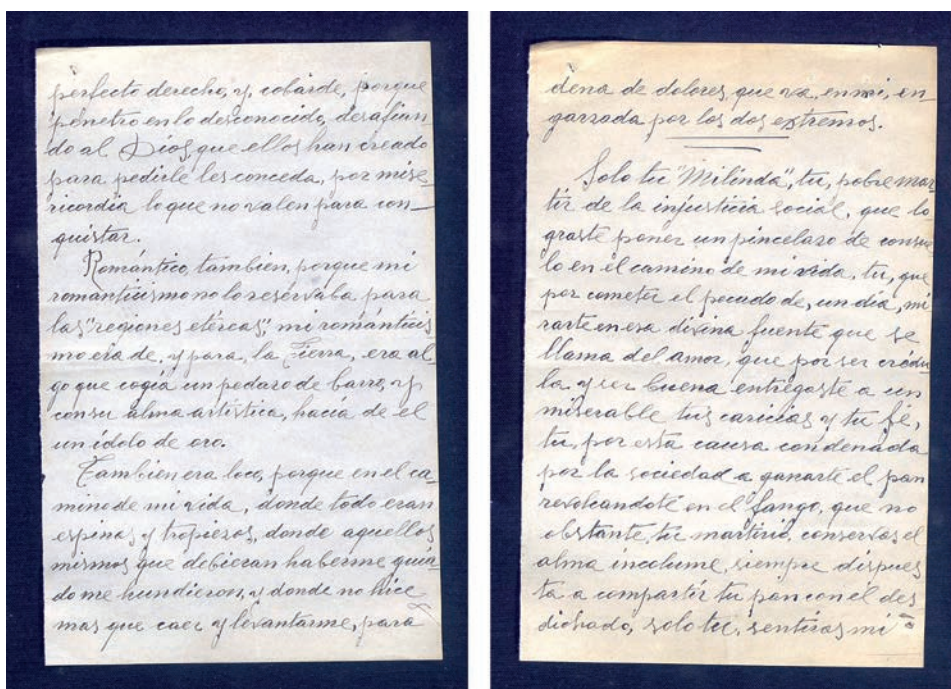 perfecto derecho, y, cobarde, porque
penetro en lo desconocido, desafian
do al Dios, que ellos han creado
para pedirle les conceda, por mise-
ricordia lo que no valen para con-
quistar.
Romántico, tambien, porque mi
romanticismo no lo reservaba para
las "regiones etéreas", mi románticis
mo era de, y para, la Tierra, era al
go que cogía un pedazo de barro, y
con su alma artística, hacía de el
un ídolo de oro.
Tambien era loco, porque en el ca
mino de mi vida, donde todo eran
espinas y tropiezos, donde aquellos
mismos que debieran haberme guia
do me hundieron, y donde no hice
mas que caer y levantarme, para
dena de dolores, que va, en mi, en-
garzada por los dos extremos.
Solo tu "Milinda", tu, pobre mar-
tir de la injusticia social, que lo
graste poner un pincelazo de consue
lo en el camino de mi vida, tu, que
por cometer el pecado de, un día, mi
rarte en esa divina fuente que se
llama del amor, que por ser crédu
la y ser buena entregaste a un
miserable tus caricias y tu fé,
tu, por esta causa condenada
por la sociedad a ganarte el pan
revolcandote en el fango, que no
obstante, tu martirio, conservas el
alma incolume, siempre dispues
ta a compartir tu pan con el des
dichado, solo tu, sentiras mi